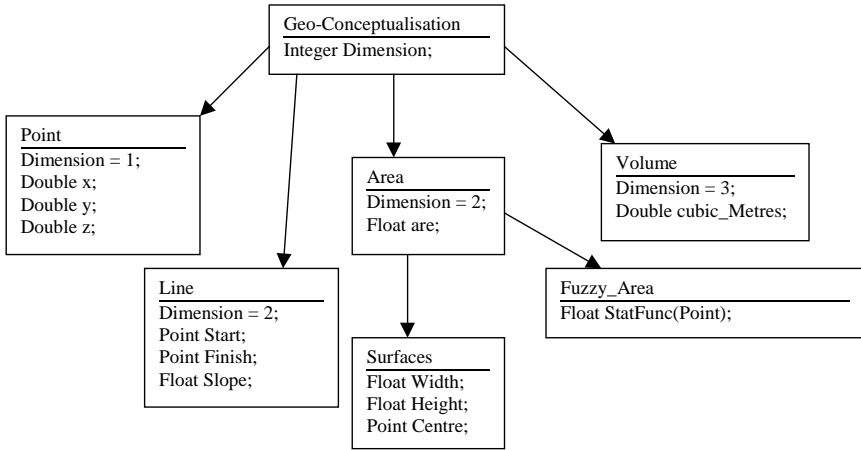 Geo-Conceptualisation
Integer Dimension;
Point
Dimension = 1;
Double x;
Double y;
Double z;
Area
Dimension = 2;
Float are;
Volume
Dimension = 3;
Double cubic_Metres;
Line
Dimension = 2;
Point Start;
Point Finish;
Float Slope;
Surfaces
Float Width;
Float Height;
Point Centre;
Fuzzy_Area
Float StatFunc(Point);